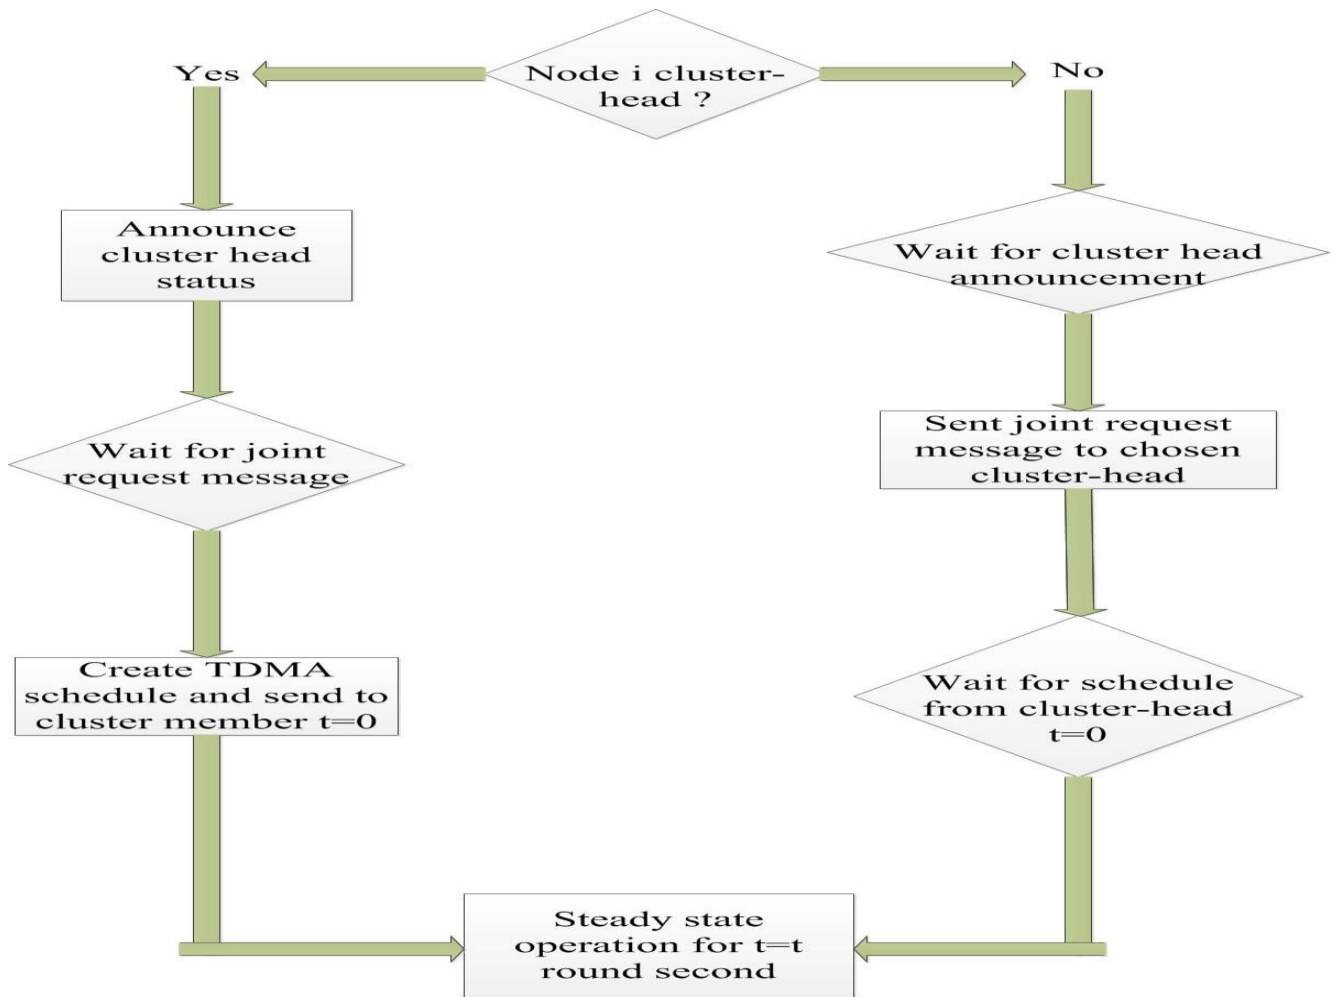 Node i cluster-
head ?
Yes
No
Announce
cluster head
status
Wait for cluster head
announcement
Wait for joint
request message
Sent joint request
message to chosen
cluster-head
Create TDMA
schedule and send to
cluster member t=0
Wait for schedule
from cluster-head
t=0
Steady state
operation for t=t
round second